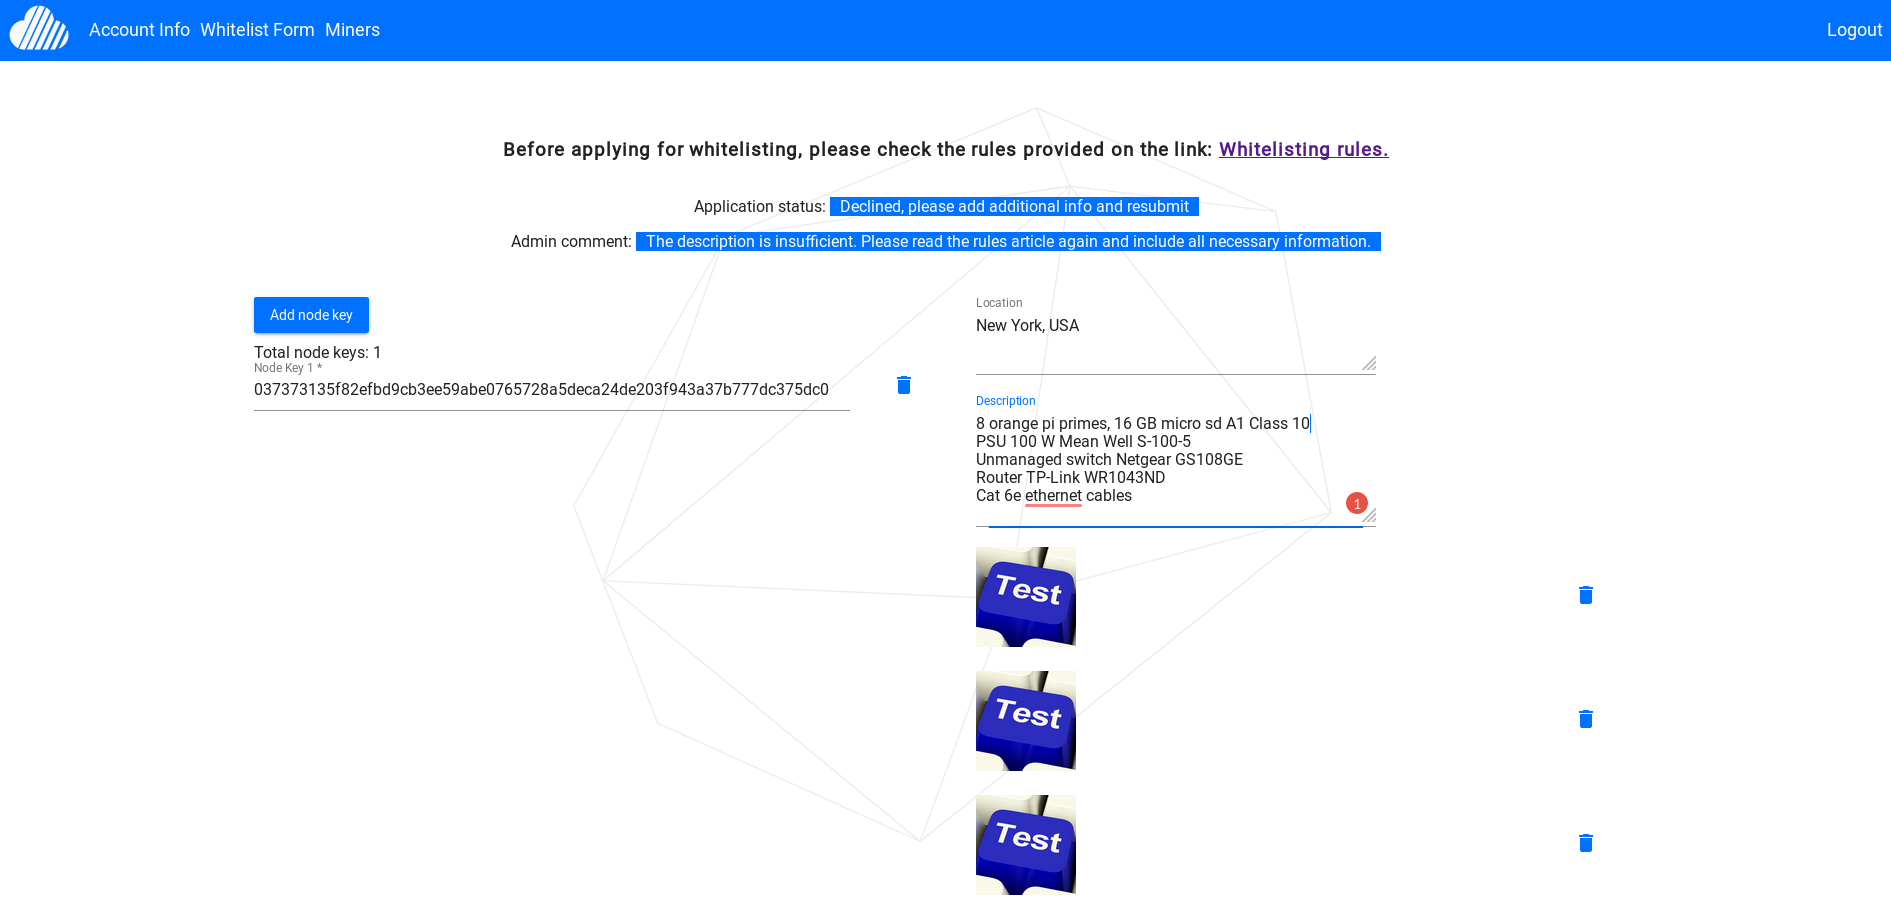 Account Info Whitelist Form Miners Logout
Before applying for whitelisting, please check the rules provided on the link: Whitelisting rules.
Application status: Declined, please add additional info and resubmit
Admin comment: The description is insufficient. Please read the rules article again and include all necessary information.
Add node key
Total node keys: 1
Node Key 1 *
037373135f82efbd9cb3ee59abe0765728a5deca24de203f943a37b777dc375dc0
Location
New York, USA
Description
8 orange pi primes, 16 GB micro sd A1 Class 10
PSU 100 W Mean Well S-100-5
Unmanaged switch Netgear GS108GE
Router TP-Link WR1043ND
Cat 6e ethernet cables
1
Test
Test
Test